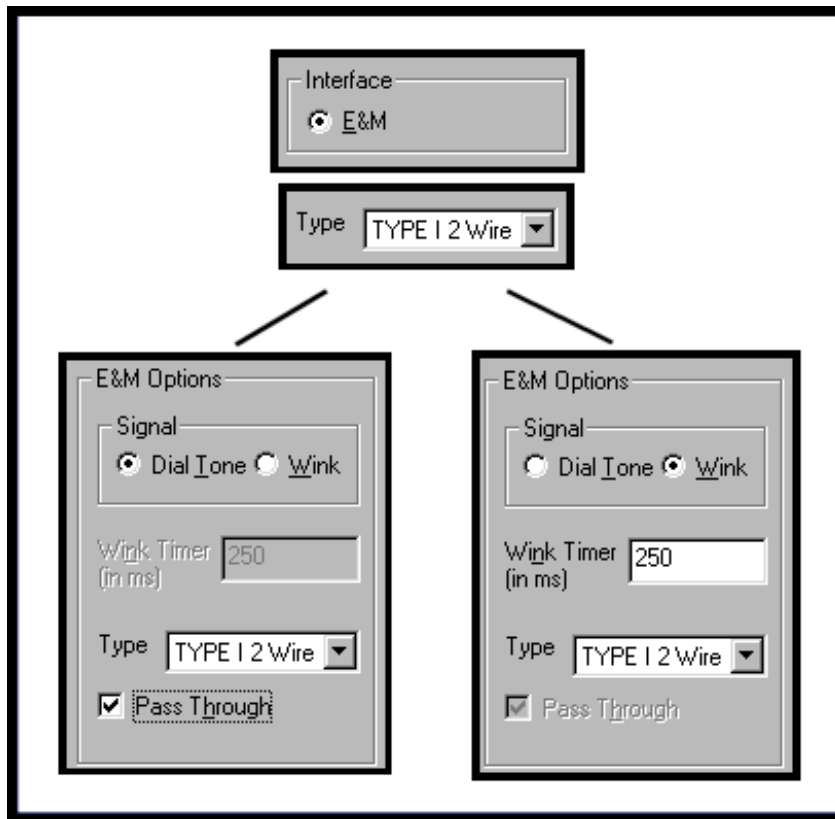 Interface
E&M
Type TYPE I 2 Wire
E&M Options
Signal
Dial Tone Wink
Wink Timer
(in ms)
250
Type TYPE I 2 Wire
Pass Through
E&M Options
Signal
Dial Tone Wink
Wink Timer
(in ms)
250
Type TYPE I 2 Wire
Pass Through